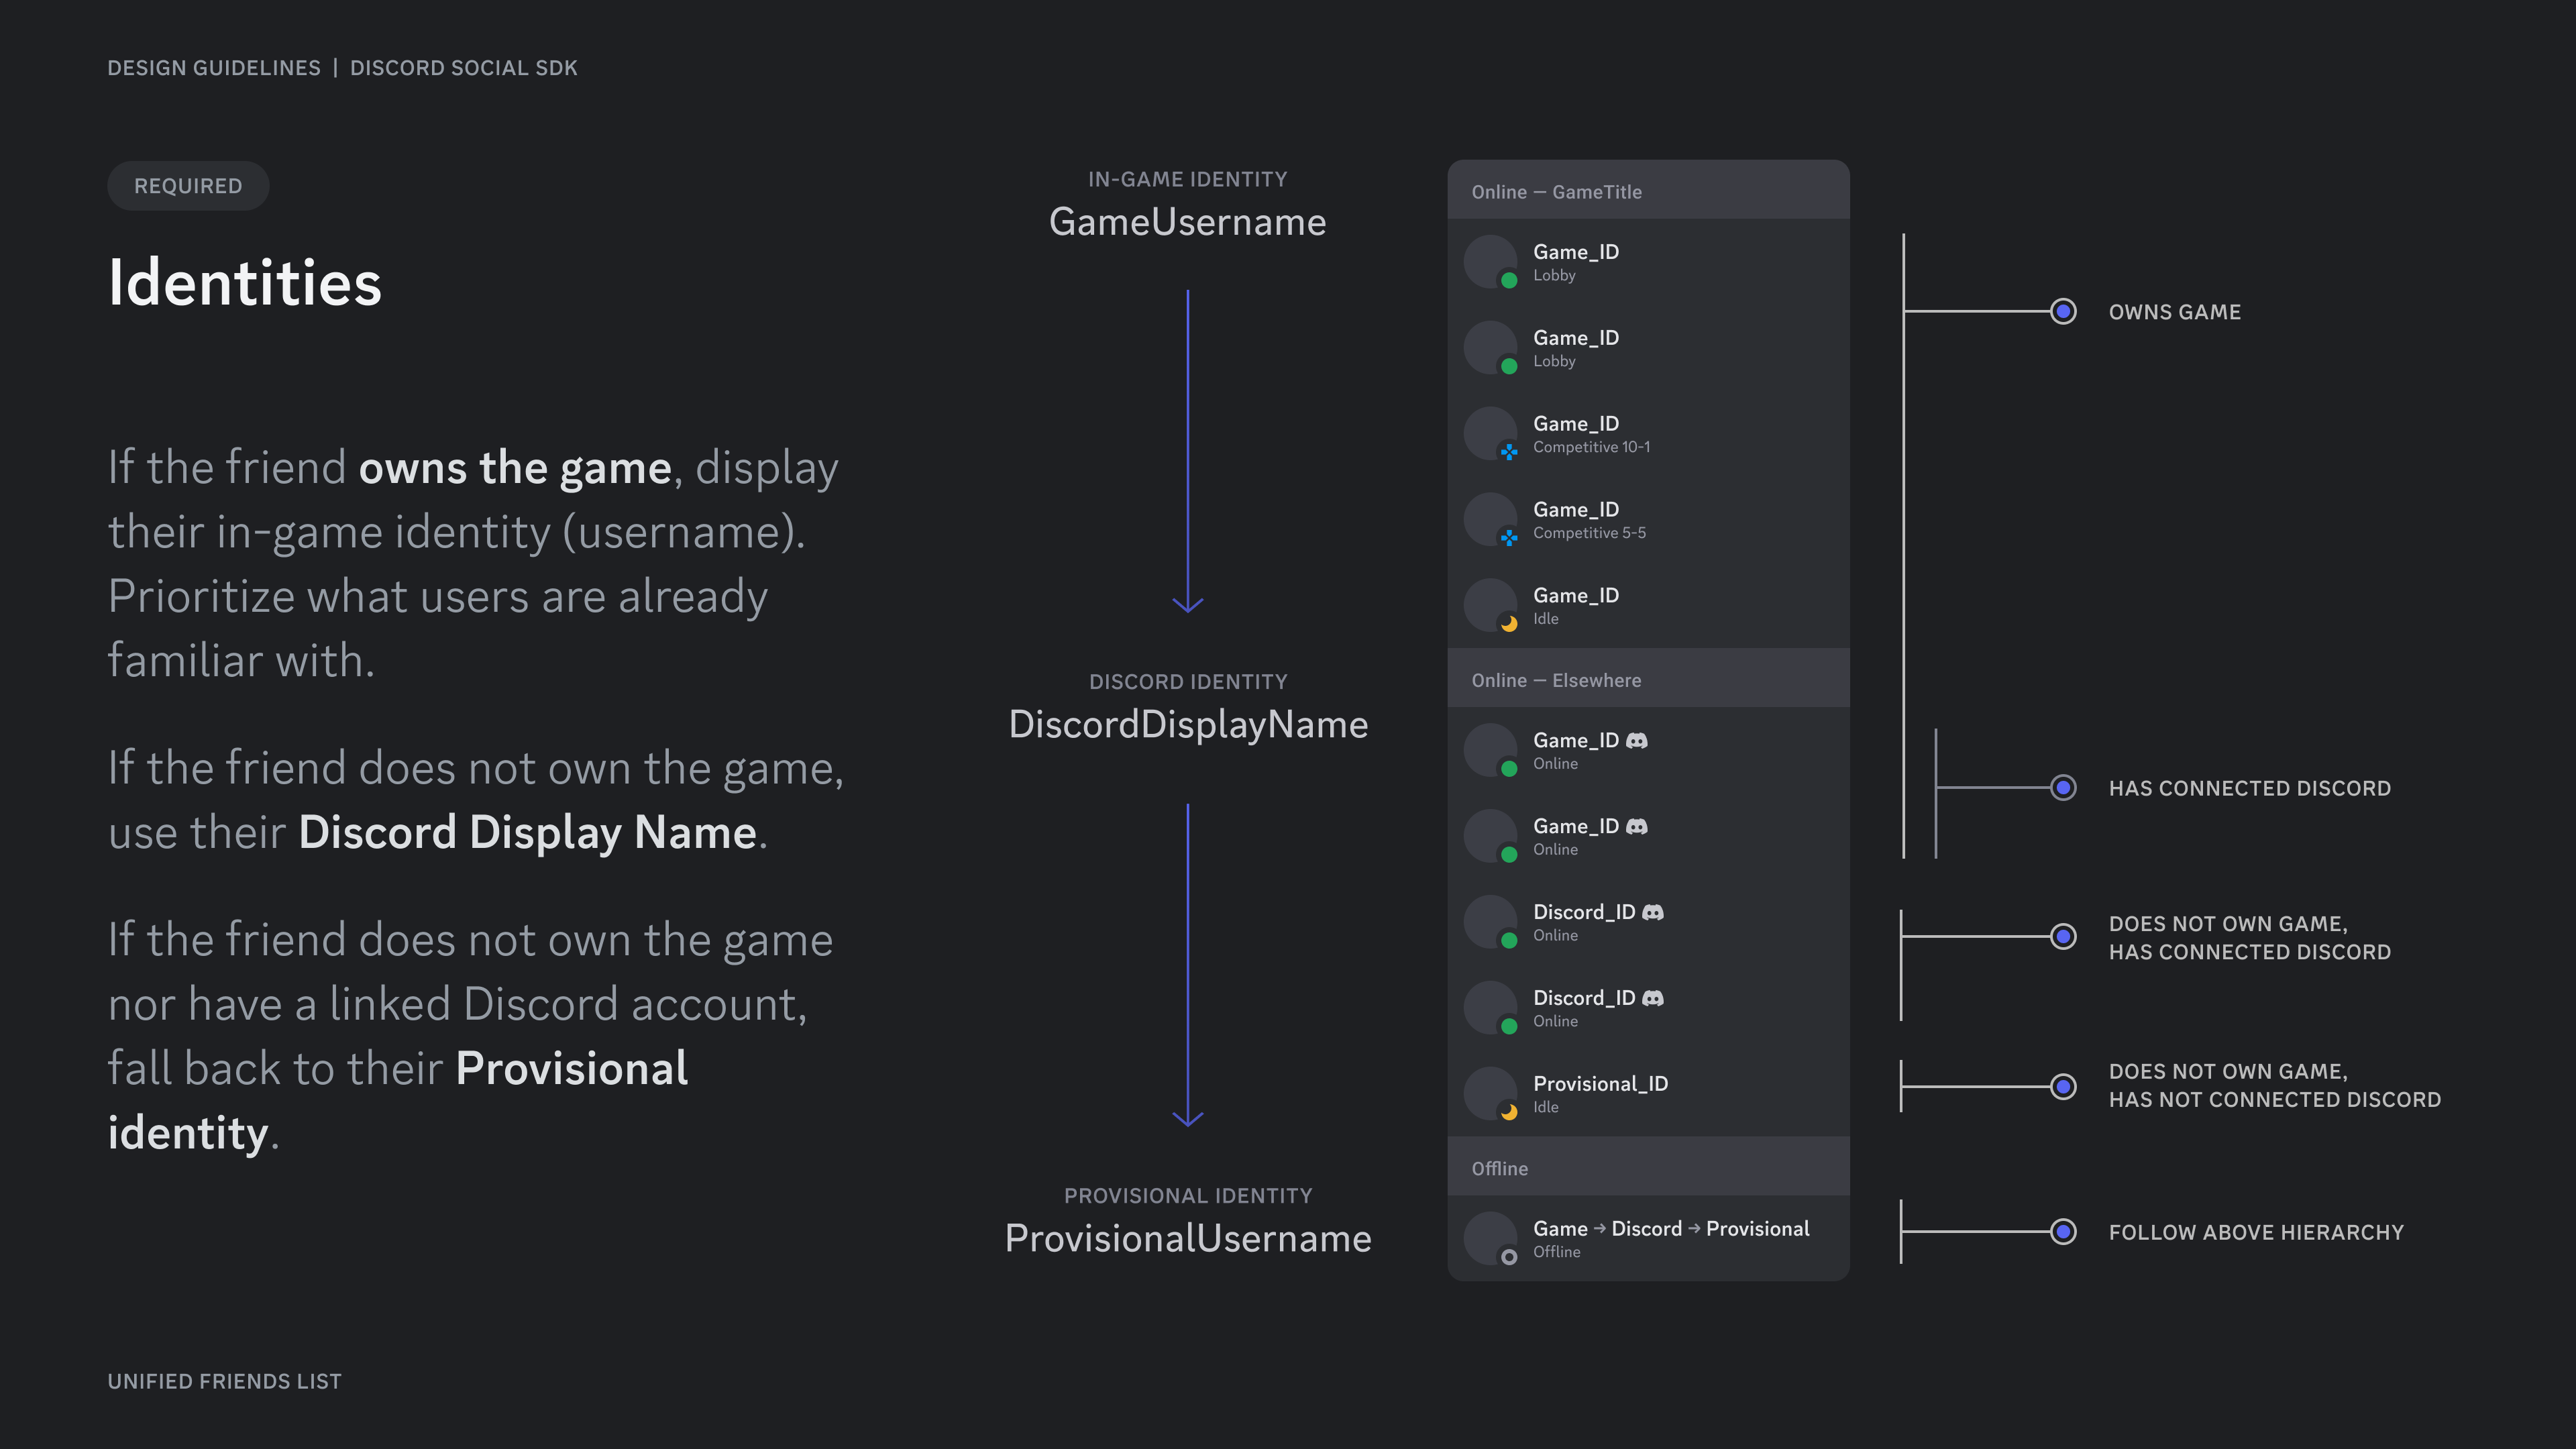 DESIGN GUIDELINES | DISCORD SOCIAL SDK
REQUIRED
Identities
If the friend owns the game, display
their in-game identity (username).
Prioritize what users are already
familiar with.
If the friend does not own the game,
use their Discord Display Name.
If the friend does not own the game
nor have a linked Discord account,
fall back to their Provisional
identity.
IN-GAME IDENTITY
GameUsername
DISCORD IDENTITY
DiscordDisplayName
PROVISIONAL IDENTITY
ProvisionalUsername
Online — GameTitle
Game_ID
Lobby
Game_ID
Lobby
Game_ID
Competitive 10-1
Game_ID
Competitive 5-5
Game_ID
Idle
Online — Elsewhere
Game_ID
Online
Game_ID
Online
Discord_ID
Online
Discord_ID
Online
Provisional_ID
Idle
Offline
Game → Discord → Provisional
Offline
OWNS GAME
HAS CONNECTED DISCORD
DOES NOT OWN GAME,
HAS CONNECTED DISCORD
DOES NOT OWN GAME,
HAS NOT CONNECTED DISCORD
FOLLOW ABOVE HIERARCHY
UNIFIED FRIENDS LIST